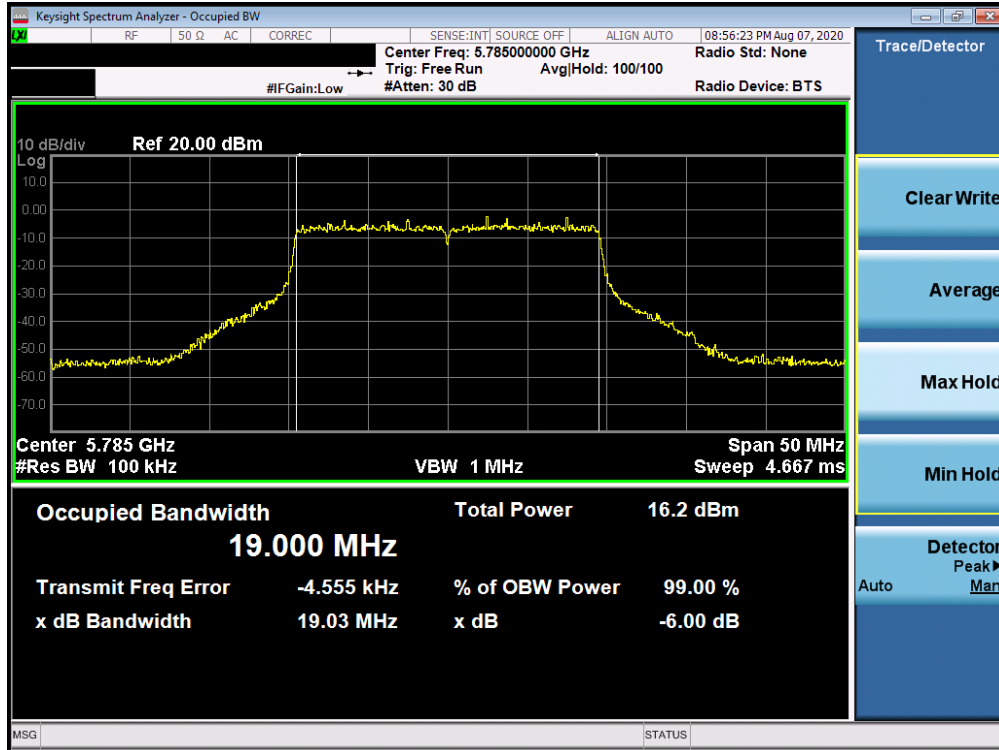 Keysight Spectrum Analyzer - Occupied BW
LXI RF 50 Ω AC CORREC SENSE:INT SOURCE OFF ALIGN AUTO 08:56:23 PM Aug 07, 2020
Center Freq: 5.785000000 GHz Radio Std: None
Trig: Free Run Avg|Hold: 100/100
#IFGain:Low #Atten: 30 dB Radio Device: BTS
10 dB/div Ref 20.00 dBm
Log
10.0
0.00
-10.0
-20.0
-30.0
-40.0
-50.0
-60.0
-70.0
Center 5.785 GHz Span 50 MHz
#Res BW 100 kHz VBW 1 MHz Sweep 4.667 ms
Occupied Bandwidth Total Power 16.2 dBm
19.000 MHz
Transmit Freq Error -4.555 kHz % of OBW Power 99.00 %
x dB Bandwidth 19.03 MHz x dB -6.00 dB
Trace/Detector
Clear Write
Average
Max Hold
Min Hold
Detector
Peak▶
Auto Man
MSG STATUS